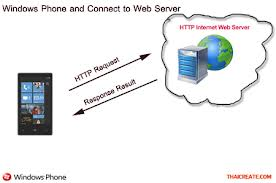 Windows Phone and Connect to Web Server
HTTP Internet Web Server
HTTP Request
Response Result
Windows Phone
THAICREATE.COM